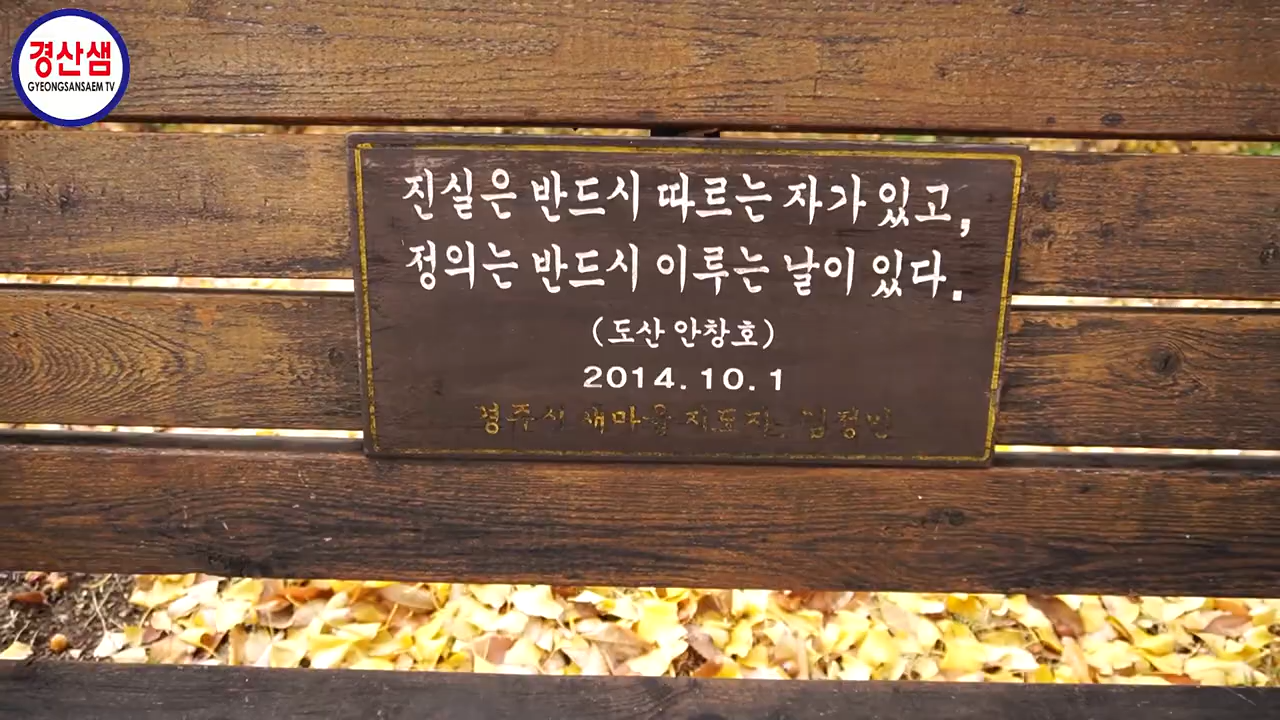 경산샘
GYEONGSANSAEM TV
진실은 반드시 따르는 자가 있고,
정의는 반드시 이루는 날이 있다.
(도산 안창호)
2014. 10. 1
경주시 새마을지도자